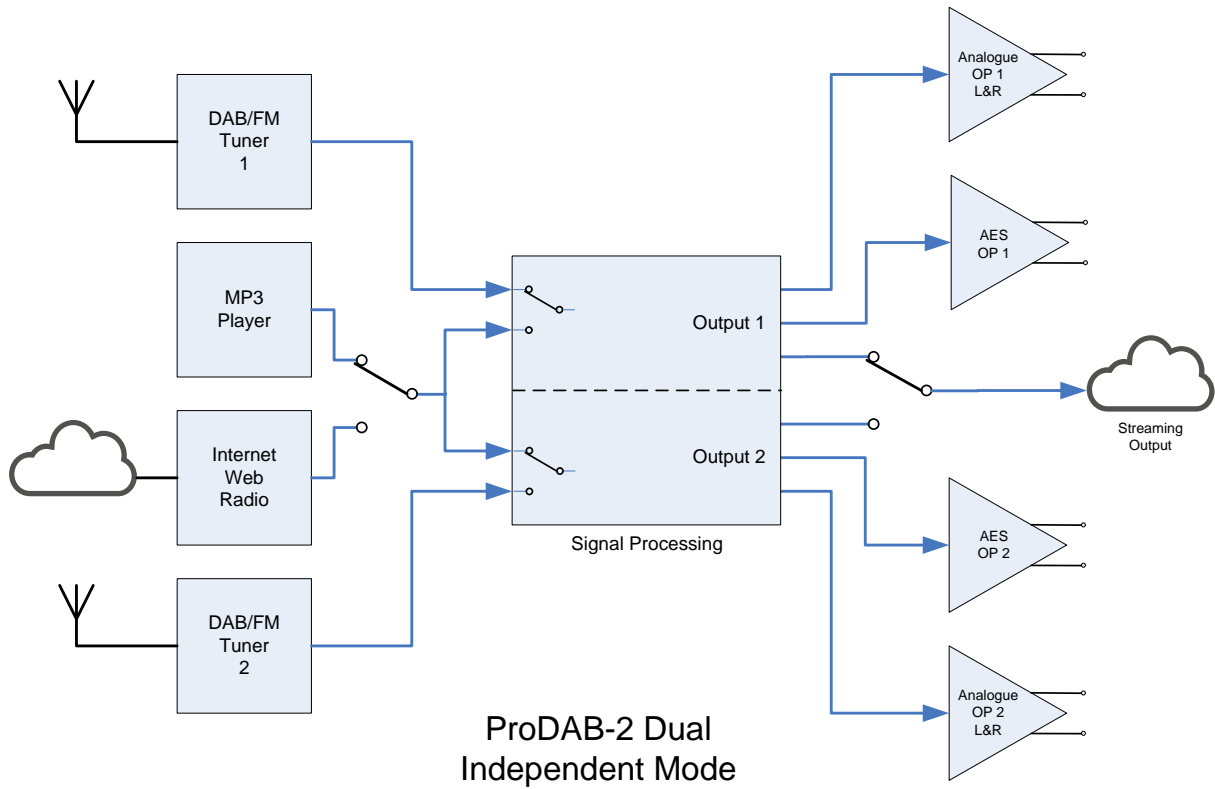 DAB/FM
Tuner
1
MP3
Player
Internet
Web
Radio
DAB/FM
Tuner
2
Output 1
Output 2
Signal Processing
Analogue
OP 1
L&R
AES
OP 1
Streaming
Output
AES
OP 2
Analogue
OP 2
L&R
ProDAB-2 Dual
Independent Mode